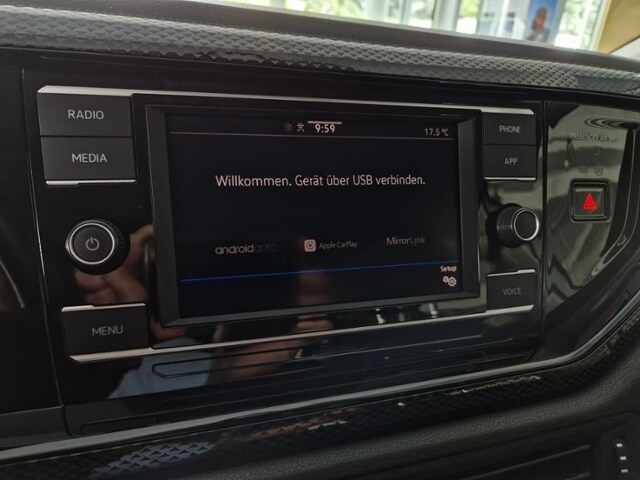 RADIO
MEDIA
MENU
9:59
17.5 °C
Willkommen. Gerät über USB verbinden.
androidauto
Apple CarPlay
MirrorLink
Setup
PHONE
APP
VOICE